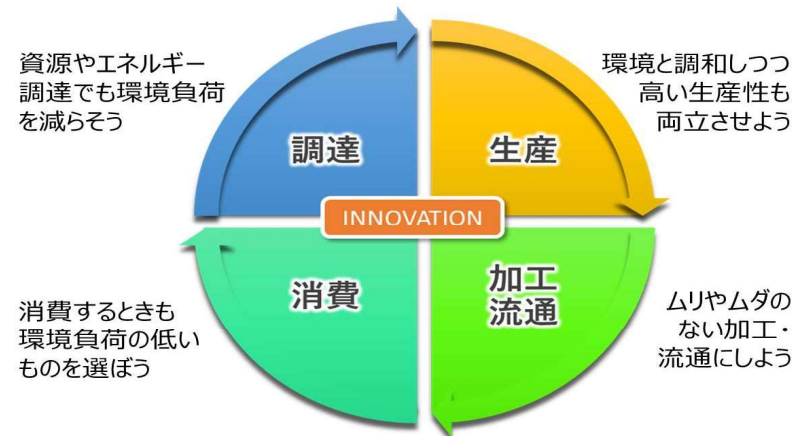 資源やエネルギー
調達でも環境負荷
を減らそう
調達
生産
環境と調和しつつ
高い生産性も
両立させよう
INNOVATION
消費するときも
環境負荷の低い
ものを選ぼう
消費
加工
流通
ムリやムダの
ない加工・
流通にしよう